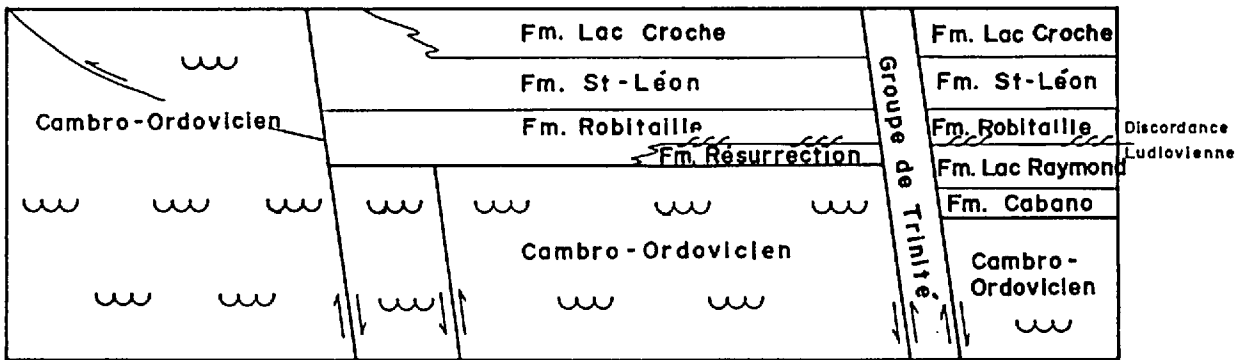 Fm. Lac Croche
Fm. Lac Croche
Fm. St-Léon
Fm. St-Léon
Cambro-Ordovicien
Fm. Robitaille
Fm. Robitaille
Discordance
Ludlovienne
Fm. Résurrection
Fm. Lac Raymond
Fm. Cabano
Groupe de Trinité
Cambro-Ordovicien
Cambro-
Ordovicien